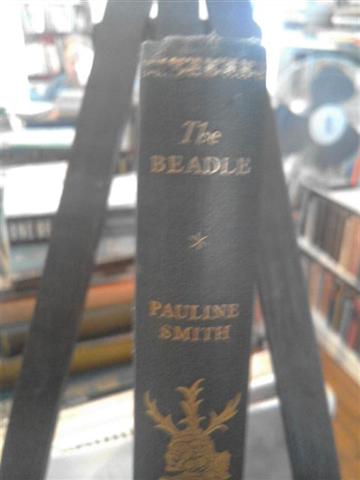 The
BEADLE
PAULINE
SMITH